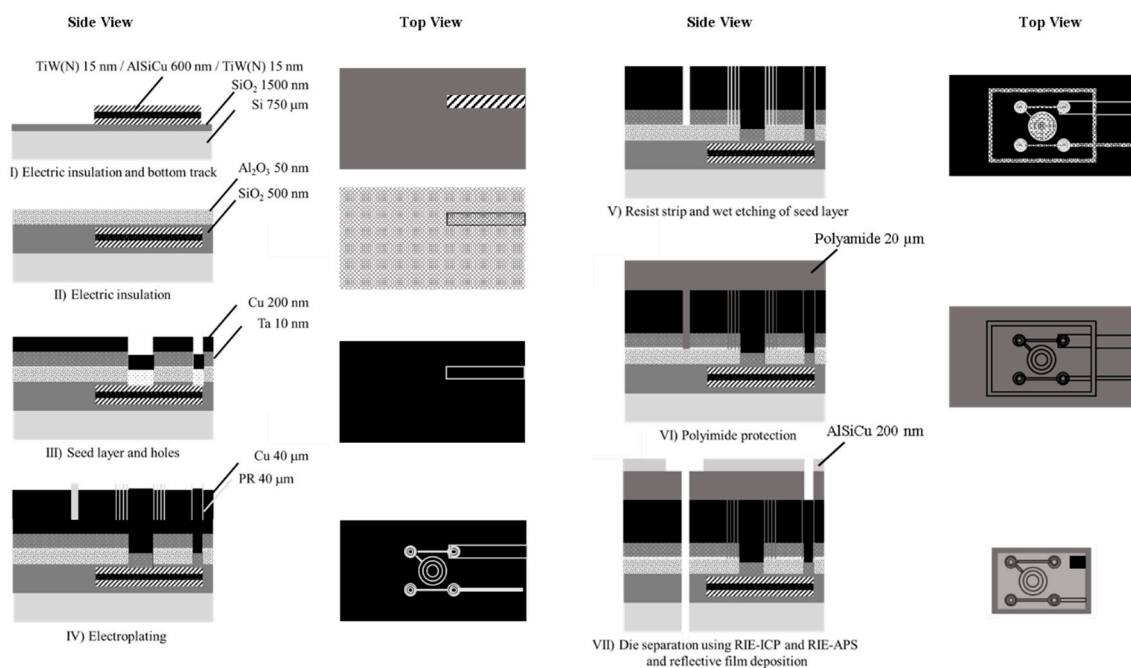 Side View
Top View
TiW(N) 15 nm / AlSiCu 600 nm / TiW(N) 15 nm
SiO₂ 1500nm
Si 750 µm
I) Electric insulation and bottom track
Al₂O₃ 50 nm
SiO₂ 500 nm
II) Electric insulation
Cu 200 nm
Ta 10 nm
III) Seed layer and holes
Cu 40 µm
PR 40 µm
IV) Electroplating
Side View
Top View
V) Resist strip and wet etching of seed layer
Polyamide 20 µm
VI) Polyimide protection
AlSiCu 200 nm
VII) Die separation using RIE-ICP and RIE-APS
and reflective film deposition